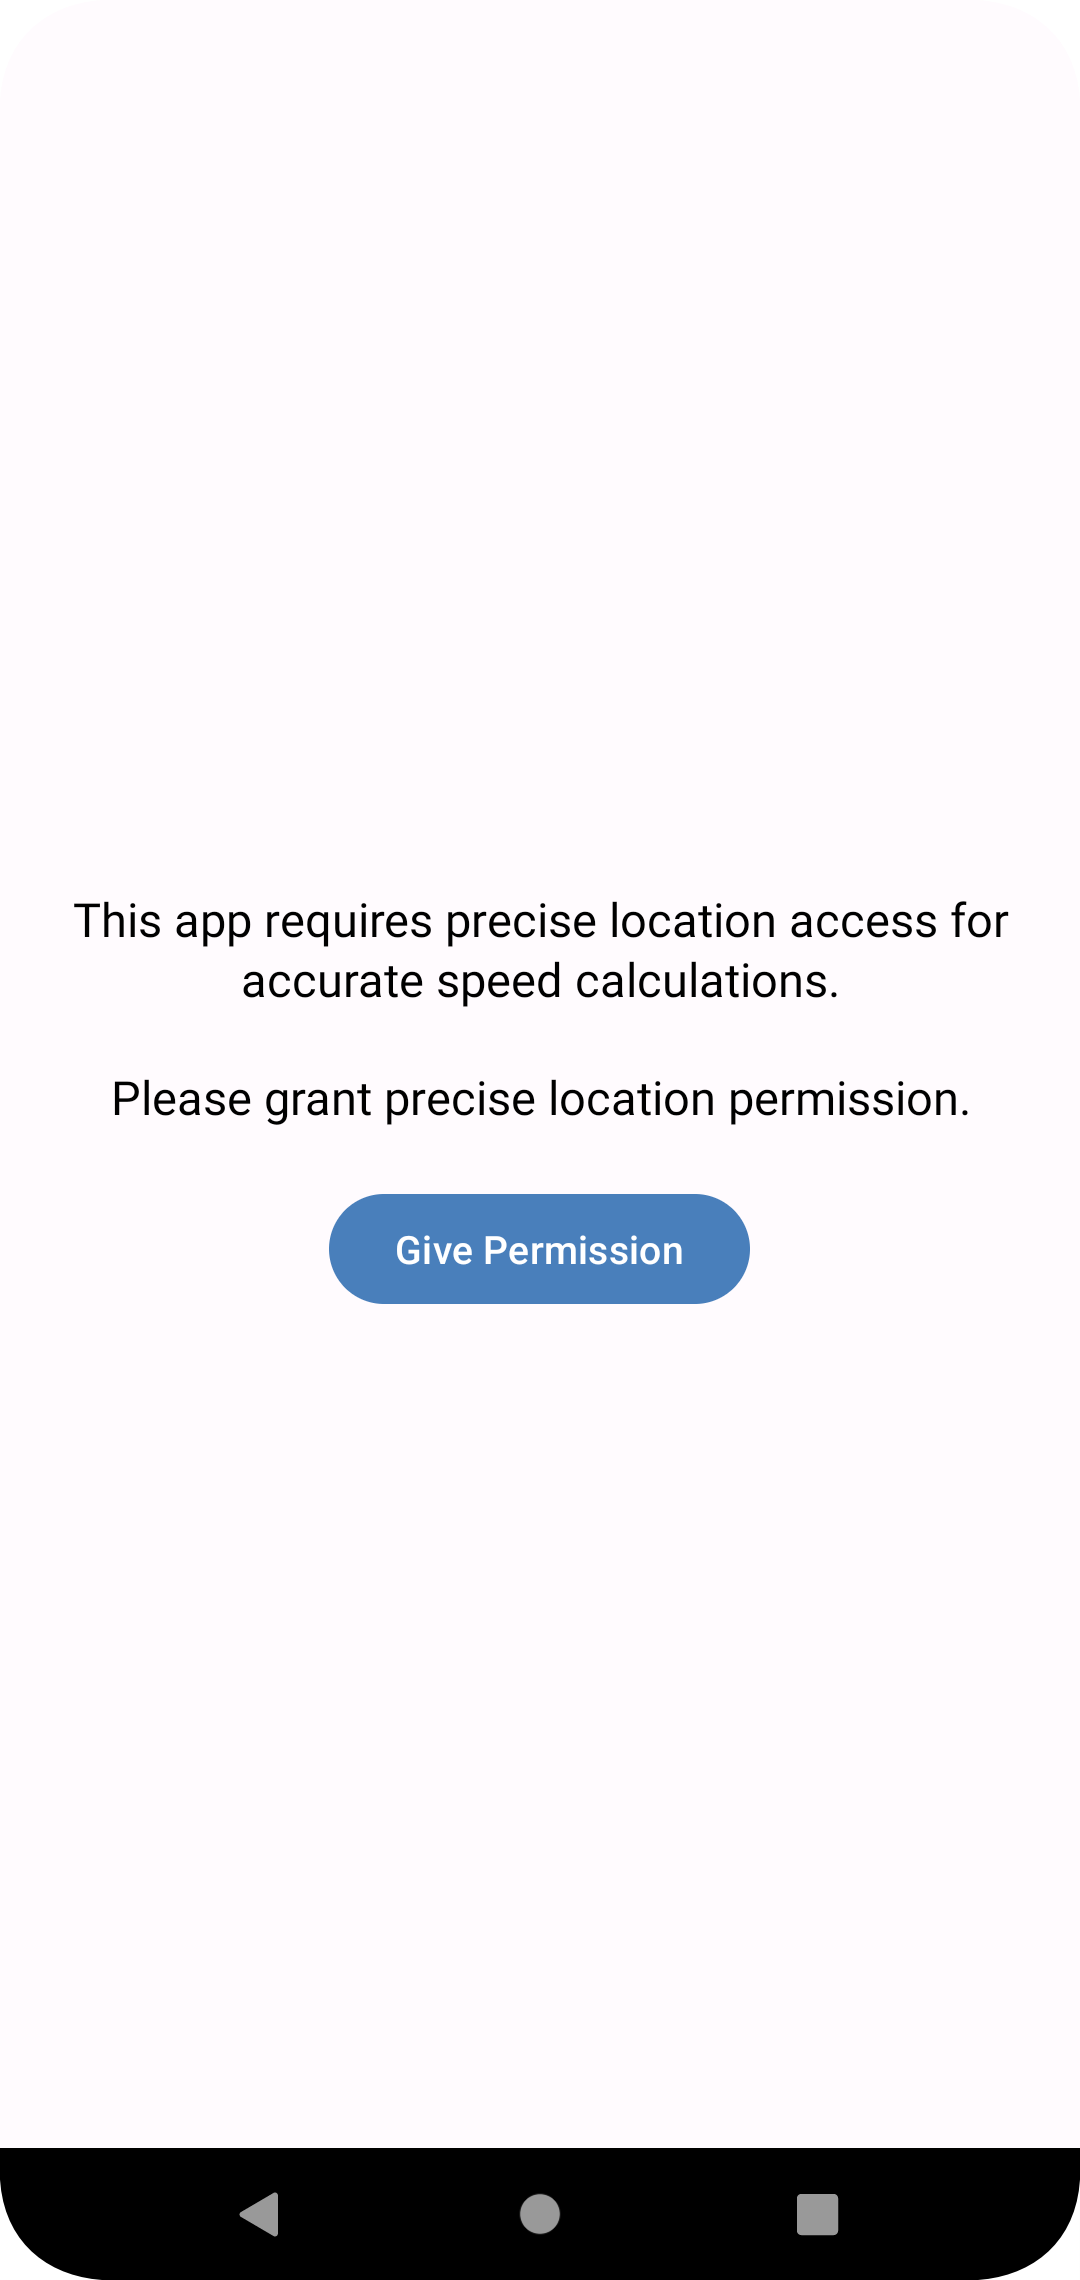 This app requires precise location access for
accurate speed calculations.
Please grant precise location permission.
Give Permission